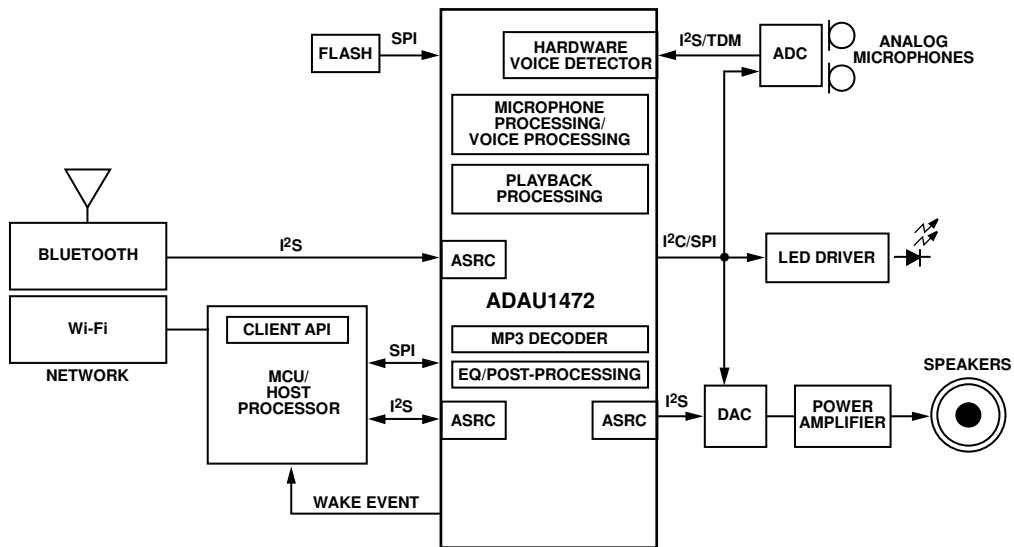 FLASH
SPI
HARDWARE
VOICE DETECTOR
I²S/TDM
ADC
ANALOG
MICROPHONES
MICROPHONE
PROCESSING/
VOICE PROCESSING
PLAYBACK
PROCESSING
BLUETOOTH
I²S
ASRC
I²C/SPI
LED DRIVER
ADAU1472
Wi-Fi
NETWORK
CLIENT API
MCU/
HOST
PROCESSOR
SPI
I²S
MP3 DECODER
EQ/POST-PROCESSING
ASRC
ASRC
I²S
DAC
POWER
AMPLIFIER
SPEAKERS
WAKE EVENT